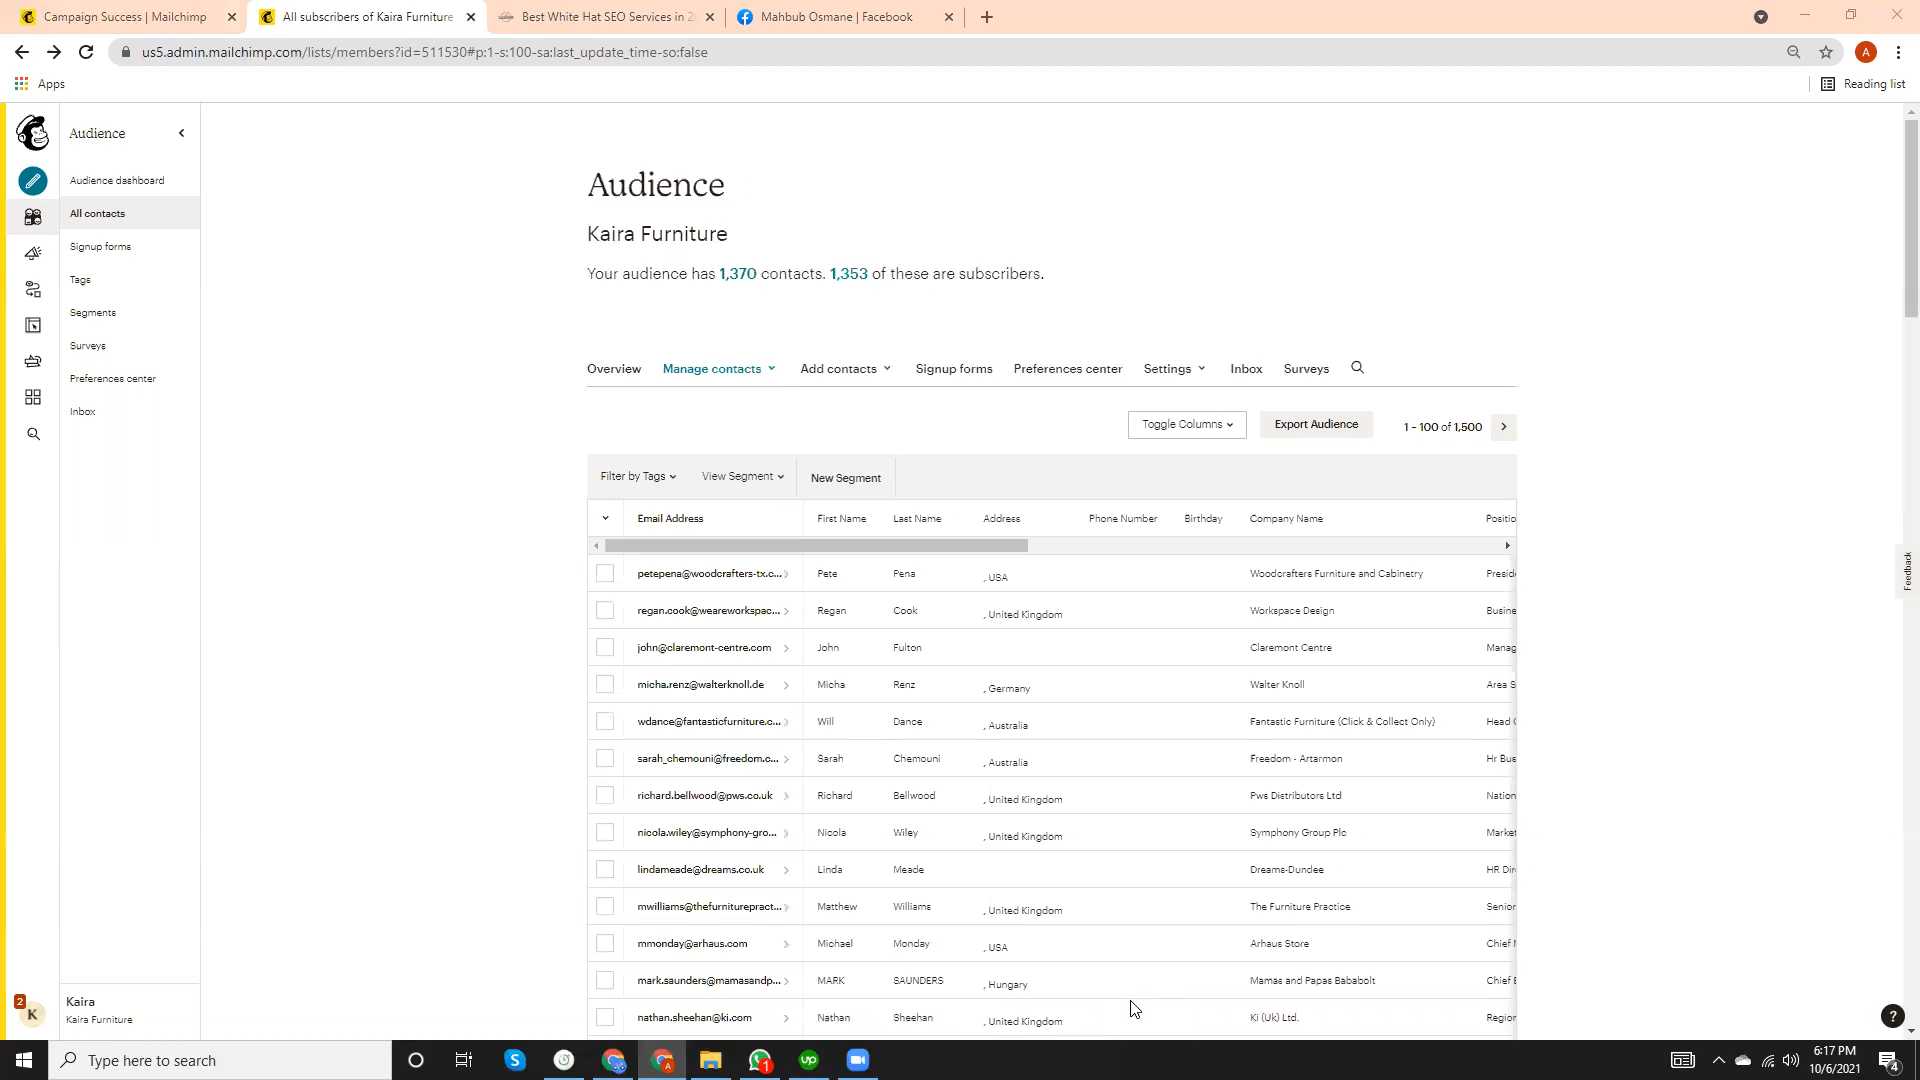 Campaign Success | Mailchimp
All subscribers of Kaira Furniture
Best White Hat SEO Services in 2
Mahbub Osmane | Facebook
us5.admin.mailchimp.com/lists/members?id=511530#p:1-s:100-sa:last_update_time-so:false
A
Apps
Reading list
Audience
Audience dashboard
All contacts
Signup forms
Tags
Segments
Surveys
Preferences center
Inbox
Audience
Kaira Furniture
Your audience has 1,370 contacts. 1,353 of these are subscribers.
Overview Manage contacts Add contacts Signup forms Preferences center Settings Inbox Surveys
Toggle Columns Export Audience 1 - 100 of 1,500
Filter by Tags View Segment New Segment
Email Address First Name Last Name Address Phone Number Birthday Company Name Positio
petepena@woodcrafters-tx.c... Pete Pena , USA Woodcrafters Furniture and Cabinetry Presid
regan.cook@weareworkspac... Regan Cook , United Kingdom Workspace Design Busine
john@claremont-centre.com John Fulton Claremont Centre Manag
micha.renz@walterknoll.de Micha Renz , Germany Walter Knoll Area S
wdance@fantasticfurniture.c... Will Dance , Australia Fantastic Furniture (Click & Collect Only) Head
sarah_chemouni@freedom.c... Sarah Chemouni , Australia Freedom - Artarmon Hr Bus
richard.bellwood@pws.co.uk Richard Bellwood , United Kingdom Pws Distributors Ltd Nation
nicola.wiley@symphony-gro... Nicola Wiley , United Kingdom Symphony Group Plc Market
lindameade@dreams.co.uk Linda Meade Dreams-Dundee HR Dir
mwilliams@thefurniturepract... Matthew Williams , United Kingdom The Furniture Practice Senior
mmonday@arhaus.com Michael Monday , USA Arhaus Store Chief
mark.saunders@mamasandp... MARK SAUNDERS , Hungary Mamas and Papas Bababolt Chief
nathan.sheehan@ki.com Nathan Sheehan , United Kingdom Ki (Uk) Ltd. Region
Feedback
?
2
K
Kaira
Kaira Furniture
Type here to search
S
A
1
up
6:17 PM
10/6/2021
4